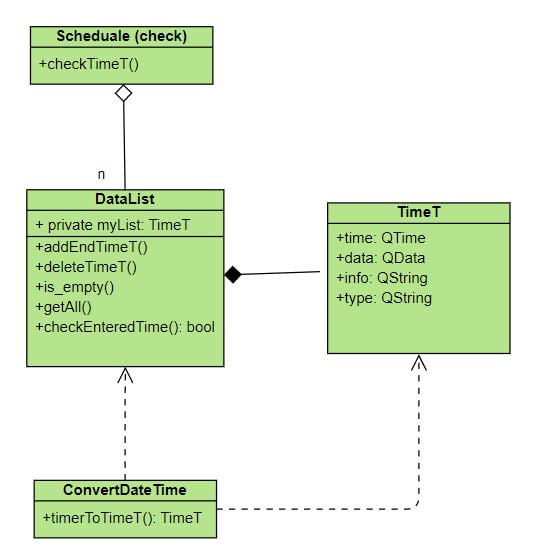 Scheduale (check)
+checkTimeT()
n
DataList
+ private myList: TimeT
+addEndTimeT()
+deleteTimeT()
+is_empty()
+getAll()
+checkEnteredTime(): bool
TimeT
+time: QTime
+data: QData
+info: QString
+type: QString
ConvertDateTime
+timerToTimeT(): TimeT